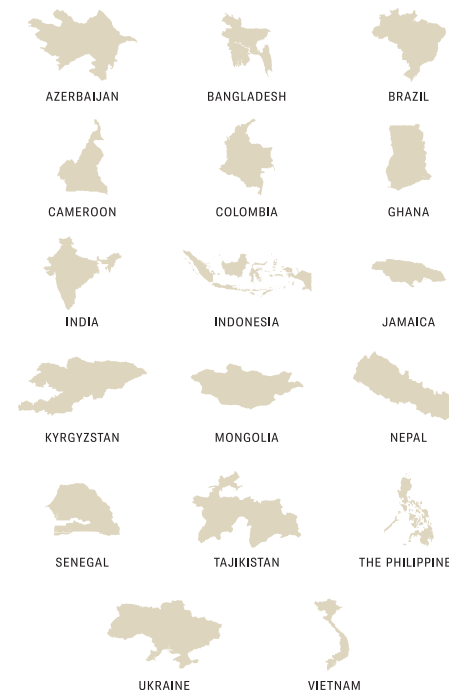 AZERBAIJAN
BANGLADESH
BRAZIL
CAMEROON
COLOMBIA
GHANA
INDIA
INDONESIA
JAMAICA
KYRGYZSTAN
MONGOLIA
NEPAL
SENEGAL
TAJIKISTAN
THE PHILIPPINE
UKRAINE
VIETNAM